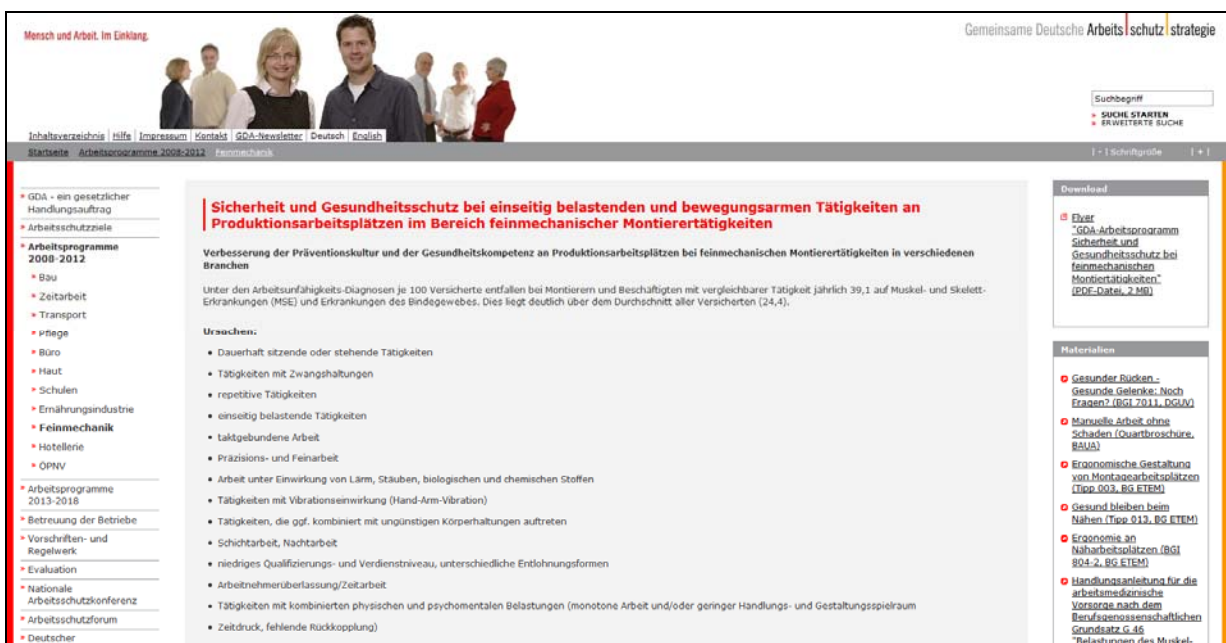 Mensch und Arbeit. Im Einklang.
Gemeinsame Deutsche Arbeitsschutzstrategie
Suchbegriff
SUCHE STARTEN
ERWEITERTE SUCHE
Inhaltsverzeichnis | Hilfe | Impressum | Kontakt | GDA-Newsletter | Deutsch | English
Startseite Arbeitsprogramme 2008-2012 Feinmechanik
| - | Schriftgröße | + |
GDA - ein gesetzlicher
Handlungsauftrag
Arbeitsschutzziele
Arbeitsprogramme
2008-2012
Bau
Zeitarbeit
Transport
Pflege
Büro
Haut
Schulen
Ernährungsindustrie
Feinmechanik
Hotellerie
ÖPNV
Arbeitsprogramme
2013-2018
Betreuung der Betriebe
Vorschriften- und
Regelwerk
Evaluation
Nationale
Arbeitsschutzkonferenz
Arbeitsschutzforum
Deutscher
Sicherheit und Gesundheitsschutz bei einseitig belastenden und bewegungsarmen Tätigkeiten an
Produktionsarbeitsplätzen im Bereich feinmechanischer Montiertätigkeiten
Verbesserung der Präventionskultur und der Gesundheitskompetenz an Produktionsarbeitsplätzen bei feinmechanischen Montiertätigkeiten in verschiedenen
Branchen
Unter den Arbeitsunfähigkeits-Diagnosen je 100 Versicherte entfallen bei Montierern und Beschäftigten mit vergleichbarer Tätigkeit jährlich 39,1 auf Muskel- und Skelett-
Erkrankungen (MSE) und Erkrankungen des Bindegewebes. Dies liegt deutlich über dem Durchschnitt aller Versicherten (24,4).
Ursachen:
• Dauerhaft sitzende oder stehende Tätigkeiten
• Tätigkeiten mit Zwangshaltungen
• repetitive Tätigkeiten
• einseitig belastende Tätigkeiten
• taktgebundene Arbeit
• Präzisions- und Feinarbeit
• Arbeit unter Einwirkung von Lärm, Stäuben, biologischen und chemischen Stoffen
• Tätigkeiten mit Vibrationseinwirkung (Hand-Arm-Vibration)
• Tätigkeiten, die ggf. kombiniert mit ungünstigen Körperhaltungen auftreten
• Schichtarbeit, Nachtarbeit
• niedriges Qualifizierungs- und Verdienstniveau, unterschiedliche Entlohnungsformen
• Arbeitnehmerüberlassung/Zeitarbeit
• Tätigkeiten mit kombinierten physischen und psychomentalen Belastungen (monotone Arbeit und/oder geringer Handlungs- und Gestaltungsspielraum
• Zeitdruck, fehlende Rückkopplung)
Download
Flyer
"GDA-Arbeitsprogramm
Sicherheit und
Gesundheitsschutz bei
feinmechanischen
Montiertätigkeiten"
(PDF-Datei, 2 MB)
Materialien
Gesunder Rücken -
Gesunde Gelenke: Noch
Fragen? (BGI 7011, DGUV)
Manuelle Arbeit ohne
Schaden (Quartbroschüre,
BAUA)
Ergonomische Gestaltung
von Montagearbeitsplätzen
(Tipp 003, BG ETEM)
Gesund bleiben beim
Nähen (Tipp 013, BG ETEM)
Ergonomie an
Näharbeitsplätzen (BGI
804-2, BG ETEM)
Handlungsanleitung für die
arbeitsmedizinische
Vorsorge nach dem
Berufsgenossenschaftlichen
Grundsatz G 46
"Belastungen des Muskel-